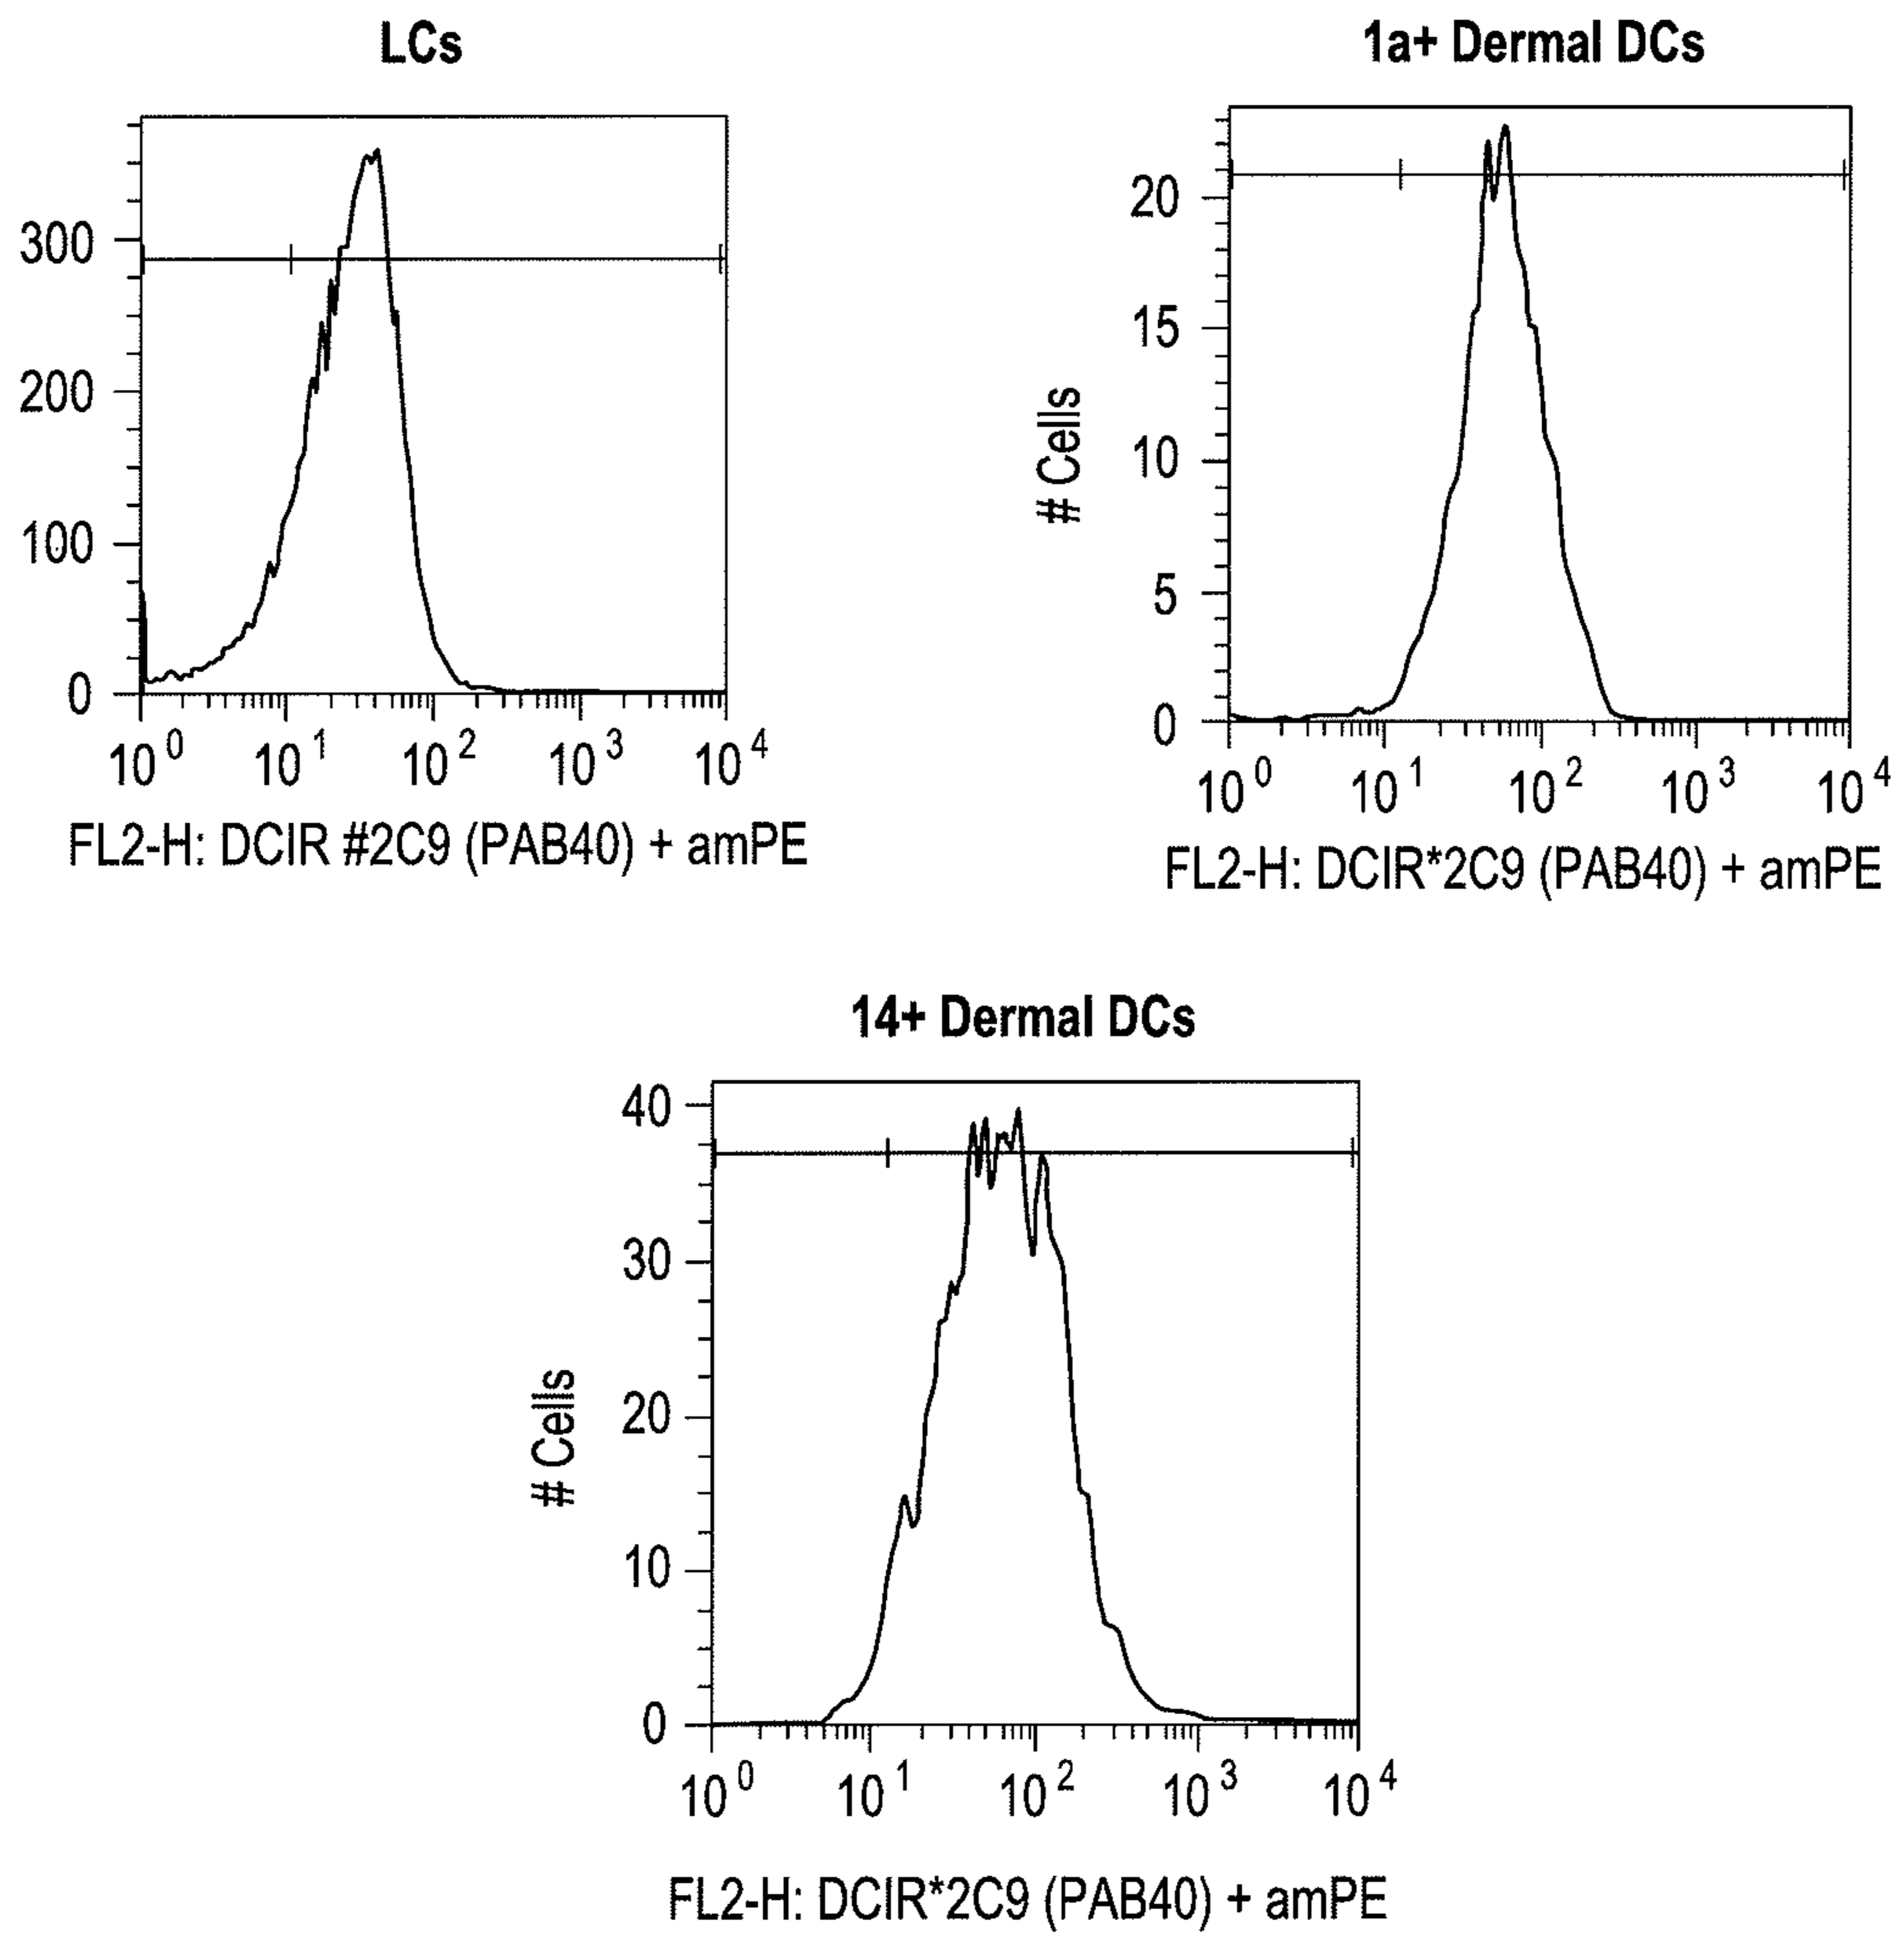 LCs
300
200
100
0
10^0 10^1 10^2 10^3 10^4
FL2-H: DCIR #2C9 (PAB40) + amPE
1a+ Dermal DCs
# Cells
20
15
10
5
0
10^0 10^1 10^2 10^3 10^4
FL2-H: DCIR*2C9 (PAB40) + amPE
14+ Dermal DCs
# Cells
40
30
20
10
0
10^0 10^1 10^2 10^3 10^4
FL2-H: DCIR*2C9 (PAB40) + amPE